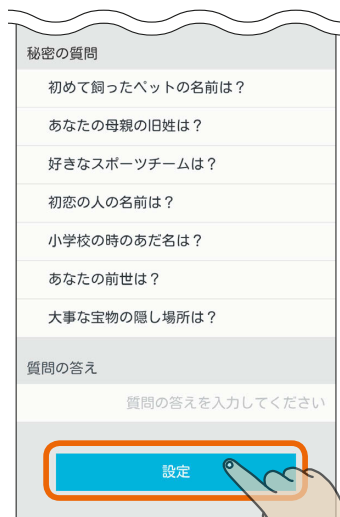 秘密の質問
初めて飼ったペットの名前は？
あなたの母親の旧姓は？
好きなスポーツチームは？
初恋の人の名前は？
小学校の時のあだ名は？
あなたの前世は？
大事な宝物の隠し場所は？
質問の答え
質問の答えを入力してください
設定